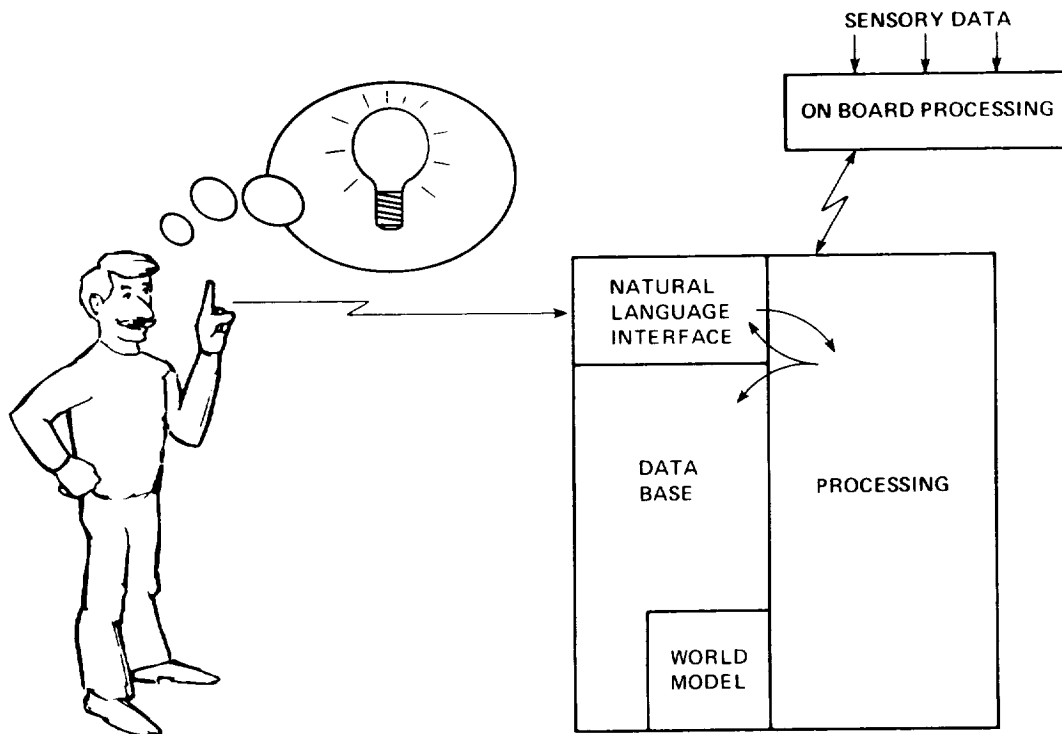 SENSORY DATA
ON BOARD PROCESSING
NATURAL
LANGUAGE
INTERFACE
DATA
BASE
PROCESSING
WORLD
MODEL